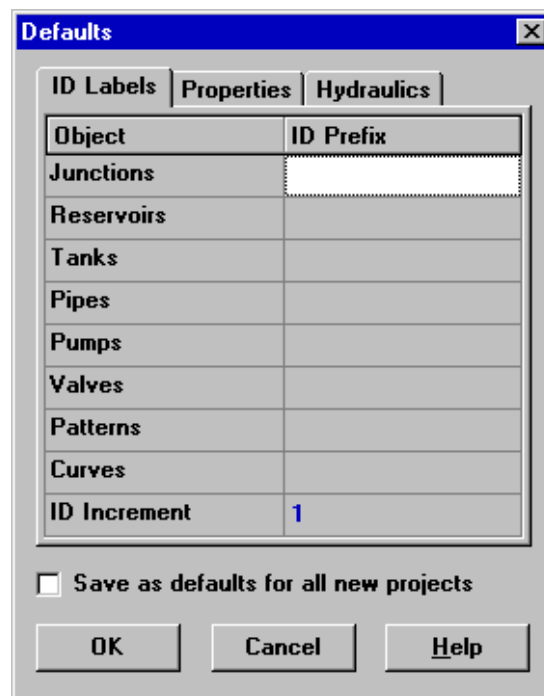 Defaults
ID Labels Properties Hydraulics
Object ID Prefix
Junctions
Reservoirs
Tanks
Pipes
Pumps
Valves
Patterns
Curves
ID Increment 1
Save as defaults for all new projects
OK Cancel Help